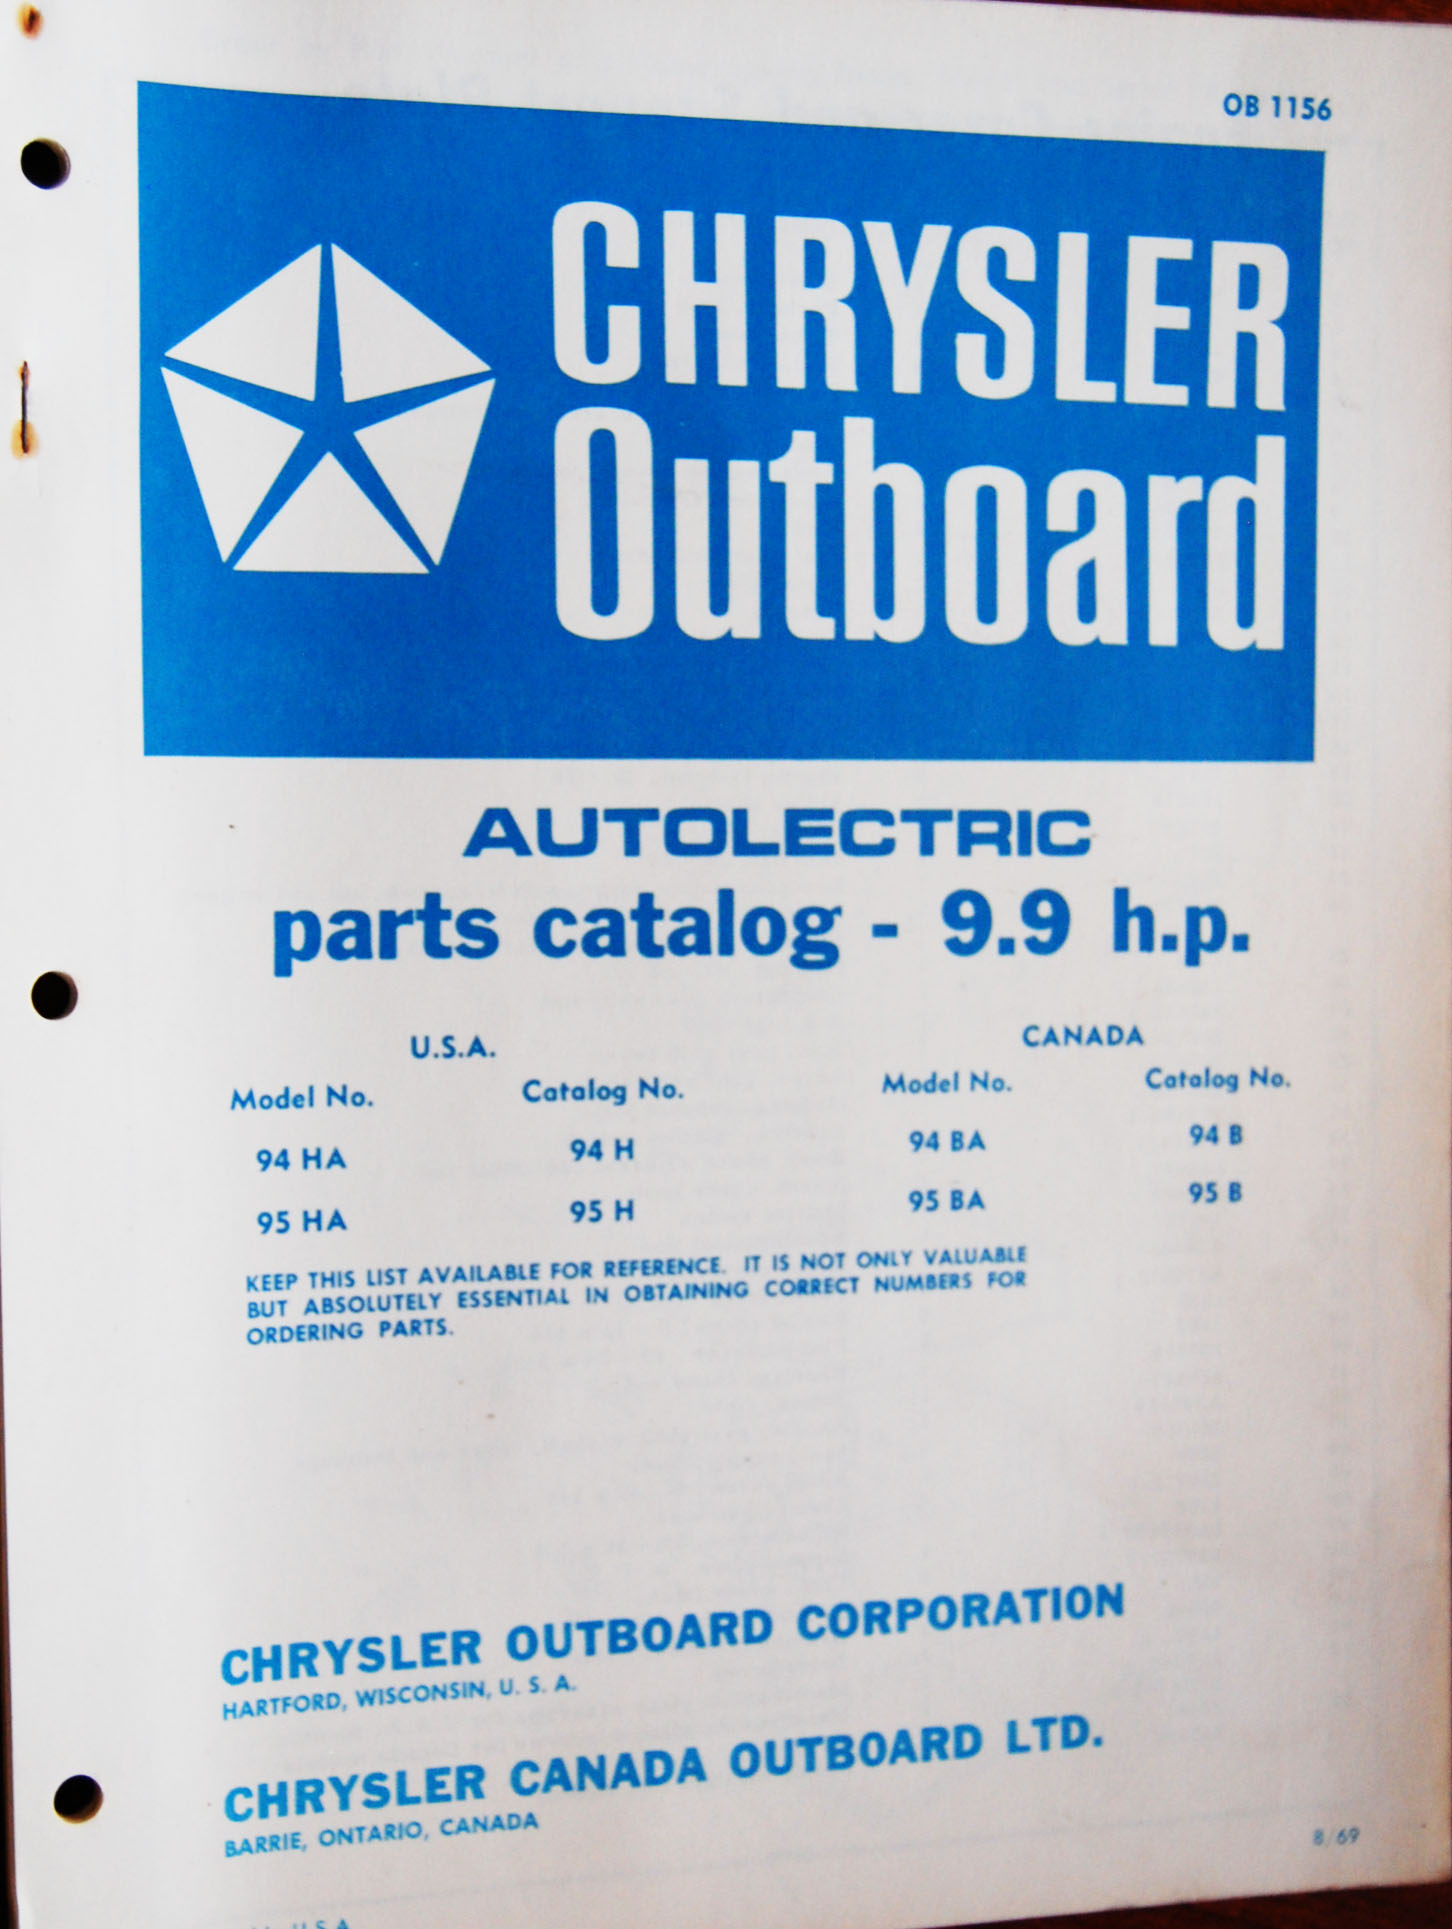 OB 1156
CHRYSLER
Outboard
AUTOLECTRIC
parts catalog - 9.9 h.p.
U.S.A. CANADA
Model No. Catalog No. Model No. Catalog No.
94 HA 94 H 94 BA 94 B
95 HA 95 H 95 BA 95 B
KEEP THIS LIST AVAILABLE FOR REFERENCE. IT IS NOT ONLY VALUABLE
BUT ABSOLUTELY ESSENTIAL IN OBTAINING CORRECT NUMBERS FOR
ORDERING PARTS.
CHRYSLER OUTBOARD CORPORATION
HARTFORD, WISCONSIN, U. S. A.
CHRYSLER CANADA OUTBOARD LTD.
BARRIE, ONTARIO, CANADA
8/69
U S A